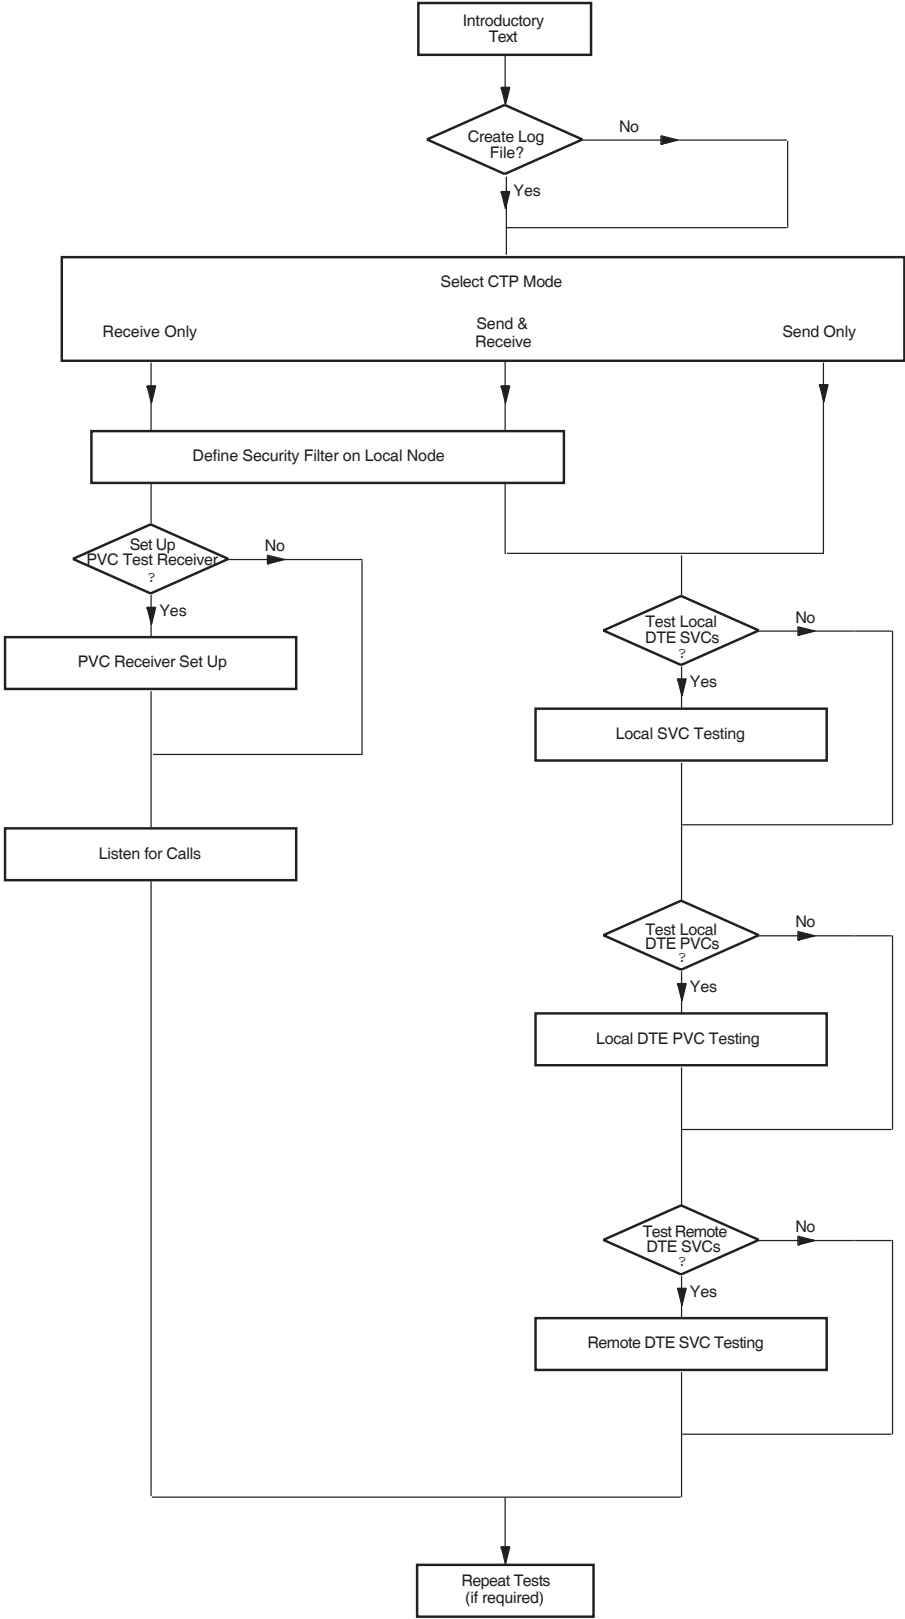 Introductory
Text
Create Log
File?
No
Yes
Select CTP Mode
Receive Only
Send &
Receive
Send Only
Define Security Filter on Local Node
Set Up
PVC Test Receiver
?
No
Yes
PVC Receiver Set Up
Listen for Calls
Test Local
DTE SVCs
?
No
Yes
Local SVC Testing
Test Local
DTE PVCs
?
No
Yes
Local DTE PVC Testing
Test Remote
DTE SVCs
?
No
Yes
Remote DTE SVC Testing
Repeat Tests
(if required)